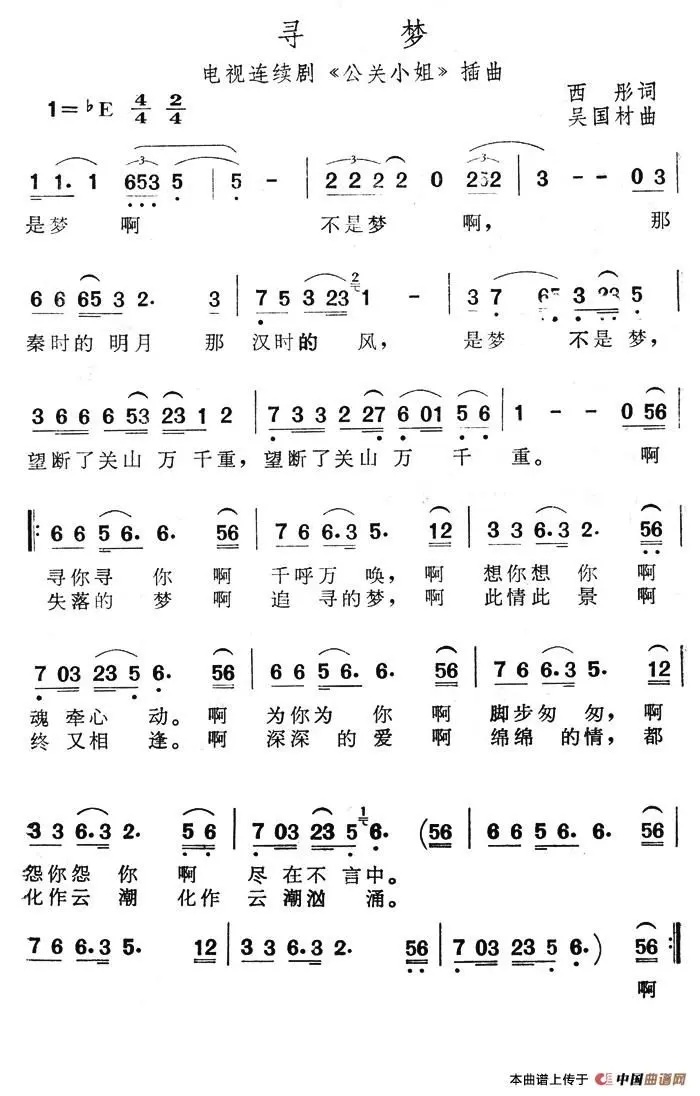 寻 梦
电视连续剧《公关小姐》插曲
1=♭E 4/4 2/4
西 彤词
吴国材曲
1 1. 1 653 5 | 5 - | 2 2 2 2 2 0 232 | 3 - - 0 3 |
是梦 啊 不是梦 啊, 那
6 6 65 3 2. 3 | 7 5 3 23 1 - | 3 7 65 3 23 5 |
秦时的 明月 那 汉时的 风, 是梦 不是梦,
3 6 6 6 53 23 1 2 | 7 3 3 2 27 6 01 5 6 | 1 - - 0 56 |
望断了关山 万 千重, 望断了关山 万 千 重。 啊
‖: 6 6 5 6. 6. 56 | 7 6 6.3 5. 12 | 3 3 6.3 2. 56 |
寻你寻 你 啊 千呼万 唤, 啊 想你想 你 啊
失落的 梦 啊 追 寻的梦, 啊 此情此 景 啊
7 03 23 5 6. 56 | 6 6 5 6. 6. 56 | 7 6 6.3 5. 12 |
魂 牵心 动。 啊 为你为 你 啊 脚步匆 匆, 啊
终 又相 逢。 啊 深深 的 爱 啊 绵绵 的情, 都
3 3 6.3 2. 5 6 | 7 03 23 5 1 6. (56 | 6 6 5 6. 6. 56 |
怨你怨 你 啊 尽 在不 言中。
化作云 潮 化作 云 潮汹 涌。
7 6 6.3 5. 12 | 3 3 6.3 2. 56 | 7 03 23 5 6. ) 56 :‖
啊
本曲谱上传于 中国曲谱网